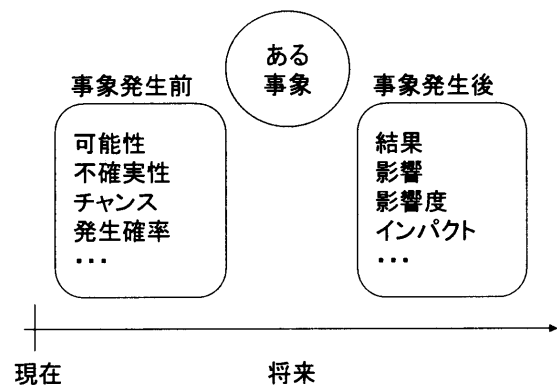 ある
事象
事象発生前
事象発生後
可能性
不確実性
チャンス
発生確率
・・・
結果
影響
影響度
インパクト
・・・
現在
将来